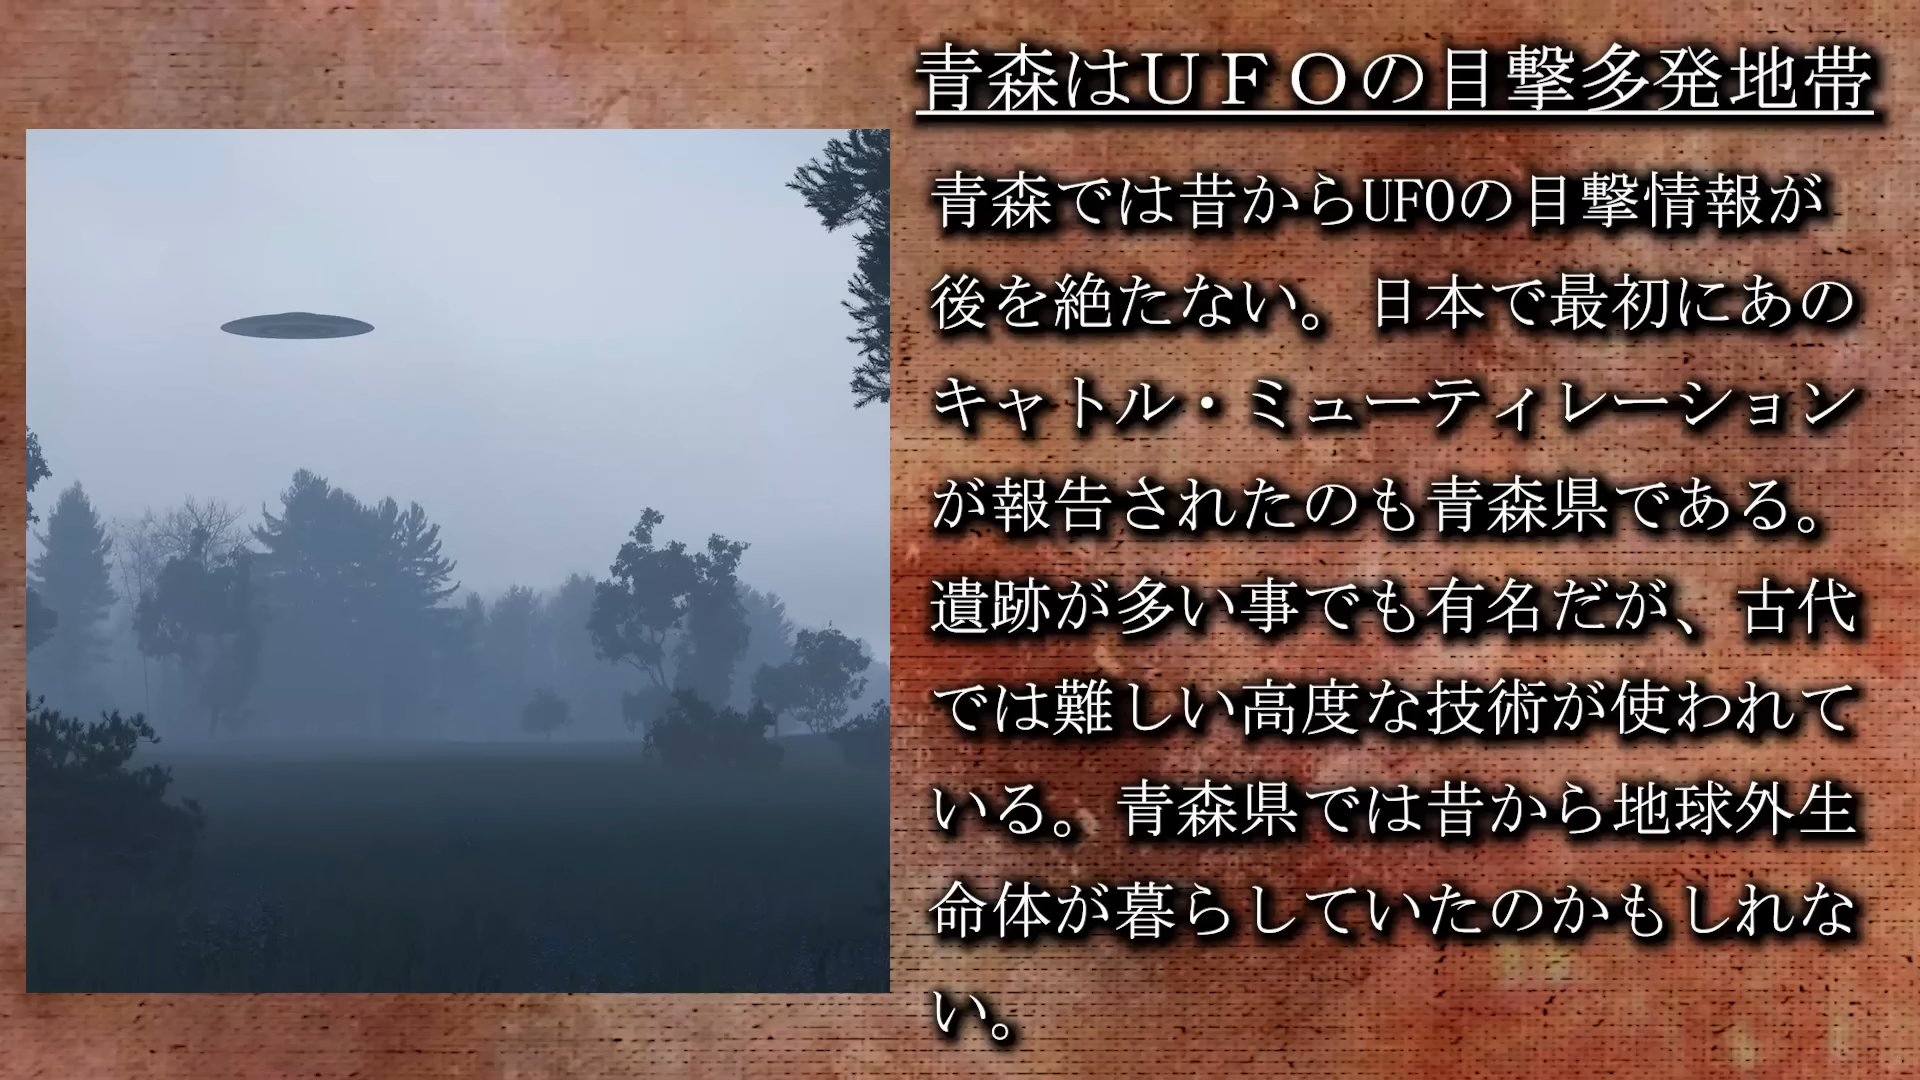 青森はＵＦＯの目撃多発地帯
青森では昔からUFOの目撃情報が
後を絶たない。日本で最初にあの
キャトル・ミューティレーション
が報告されたのも青森県である。
遺跡が多い事でも有名だが、古代
では難しい高度な技術が使われて
いる。青森県では昔から地球外生
命体が暮らしていたのかもしれな
い。